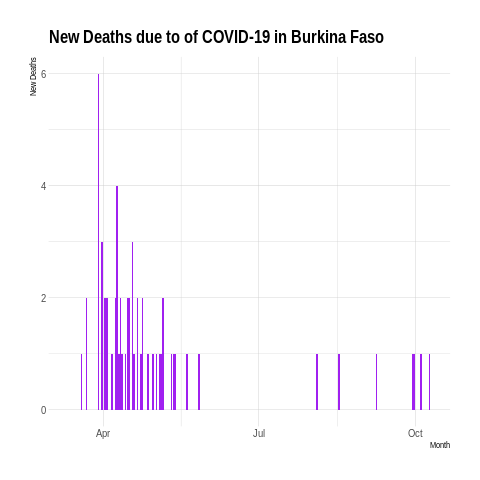 New Deaths due to of COVID-19 in Burkina Faso
New Deaths
6
4
2
0
Apr
Jul
Oct
Month